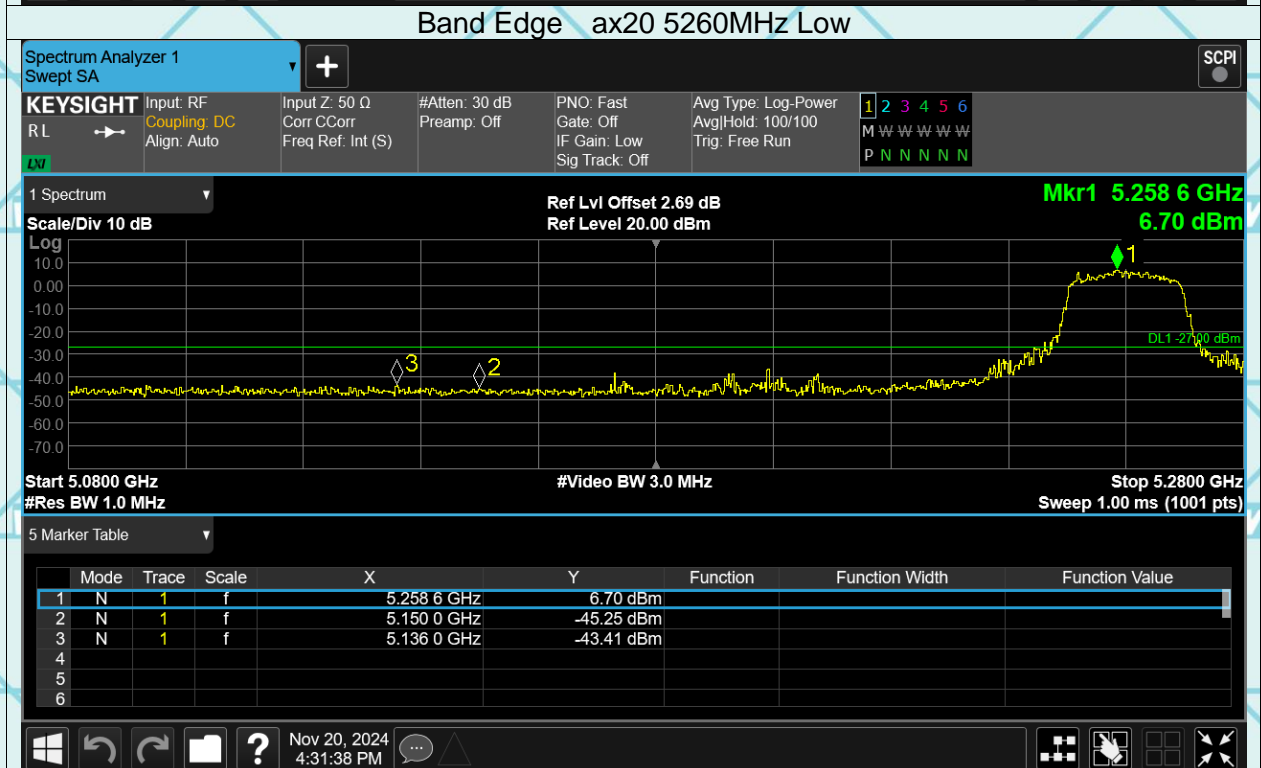 Band Edge ax20 5260MHz Low
Spectrum Analyzer 1
Swept SA
+
SCPI
KEYSIGHT Input: RF Input Z: 50 Ω #Atten: 30 dB PNO: Fast Avg Type: Log-Power 1 2 3 4 5 6
R L Coupling: DC Corr CCorr Preamp: Off Gate: Off Avg|Hold: 100/100 M W W W W W
Align: Auto Freq Ref: Int (S) IF Gain: Low Trig: Free Run P N N N N N
LXI Sig Track: Off
1 Spectrum Ref Lvl Offset 2.69 dB Mkr1 5.258 6 GHz
Scale/Div 10 dB Ref Level 20.00 dBm 6.70 dBm
Log
10.0
0.00
-10.0
-20.0
-30.0
-40.0
-50.0
-60.0
-70.0
1
DL1 -27.00 dBm
3
2
Start 5.0800 GHz #Video BW 3.0 MHz Stop 5.2800 GHz
#Res BW 1.0 MHz Sweep 1.00 ms (1001 pts)
5 Marker Table
Mode Trace Scale X Y Function Function Width Function Value
1 N 1 f 5.258 6 GHz 6.70 dBm
2 N 1 f 5.150 0 GHz -45.25 dBm
3 N 1 f 5.136 0 GHz -43.41 dBm
4
5
6
? Nov 20, 2024
4:31:38 PM